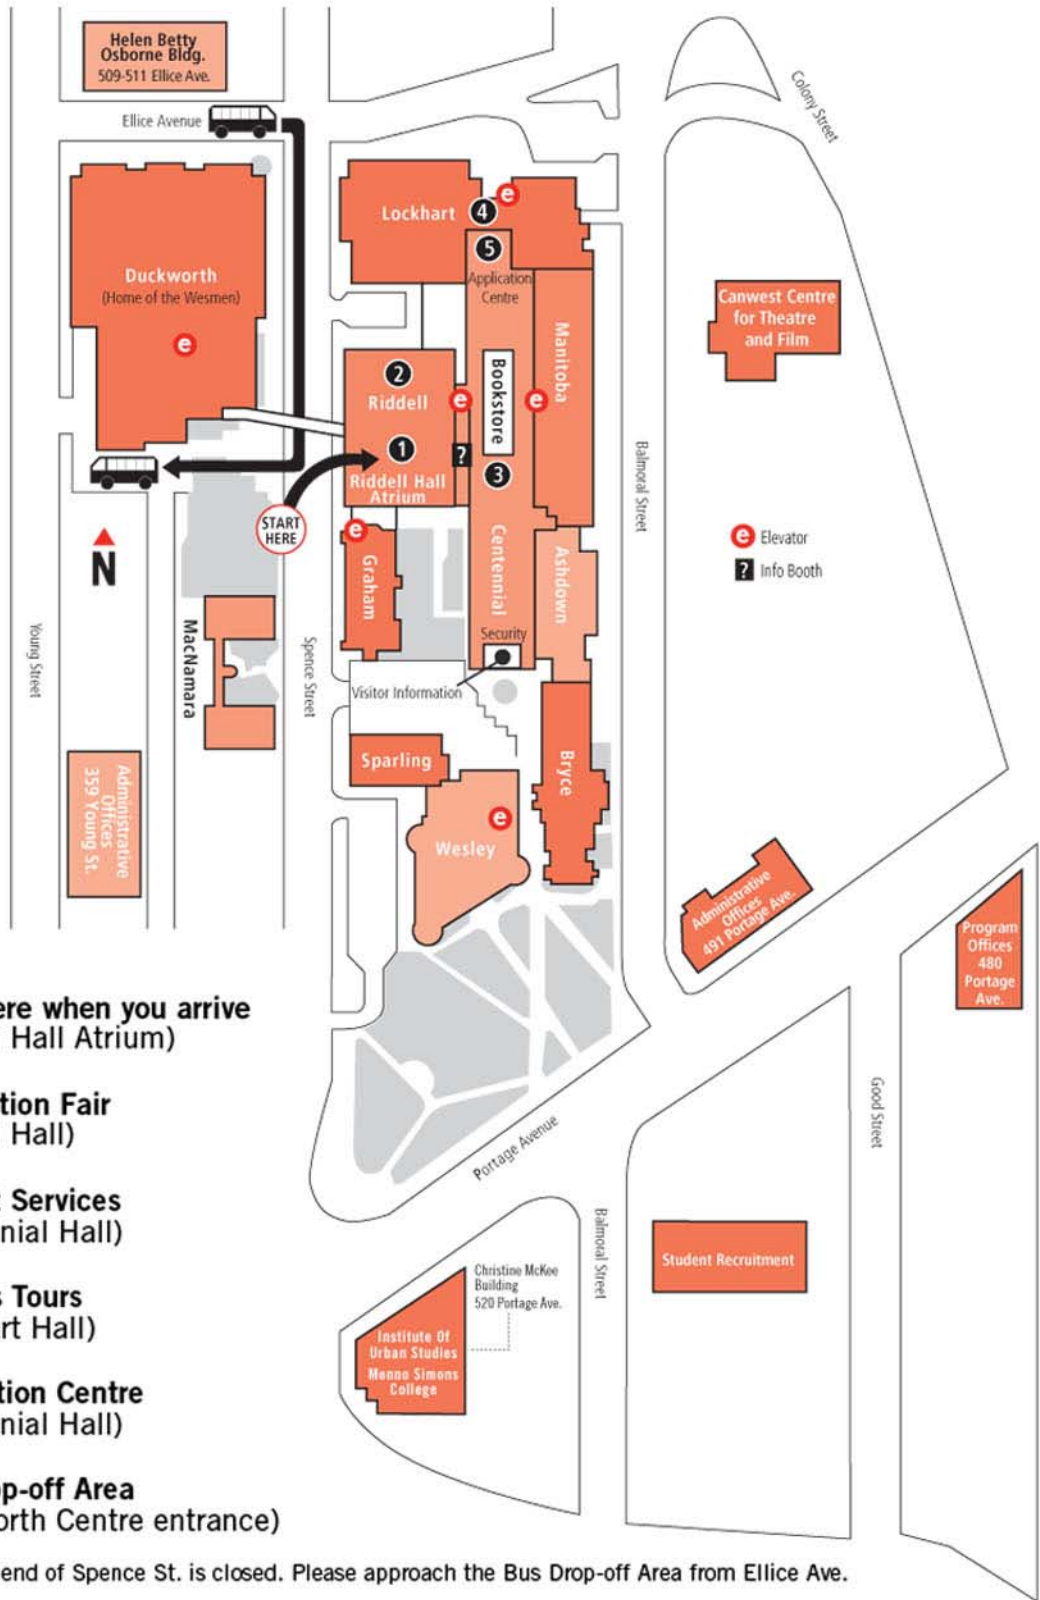 Helen Betty
Osborne Bldg.
509-511 Ellice Ave.
Ellice Avenue
Colony Street
Duckworth
(Home of the Wesmen)
e
Lockhart
4
e
5
Application
Centre
Canwest Centre
for Theatre
and Film
Manitoba
Bookstore
2
Riddell
e
e
1
?
3
Riddell Hall
Atrium
START
HERE
N
e
Graham
Centennial
Ashdown
Balmoral Street
e Elevator
? Info Booth
Security
Visitor Information
Young Street
MacNamara
Spence Street
Sparling
Bryce
e
Wesley
Administrative
Offices
359 Young St.
Administrative
Offices
491 Portage Ave.
Program
Offices
480
Portage
Ave.
ere when you arrive
Hall Atrium)
tion Fair
Hall)
Services
nial Hall)
s Tours
rt Hall)
tion Centre
nial Hall)
op-off Area
orth Centre entrance)
Portage Avenue
Good Street
Balmoral Street
Student Recruitment
Christine McKee
Building
520 Portage Ave.
Institute Of
Urban Studies
Menno Simons
College
end of Spence St. is closed. Please approach the Bus Drop-off Area from Ellice Ave.